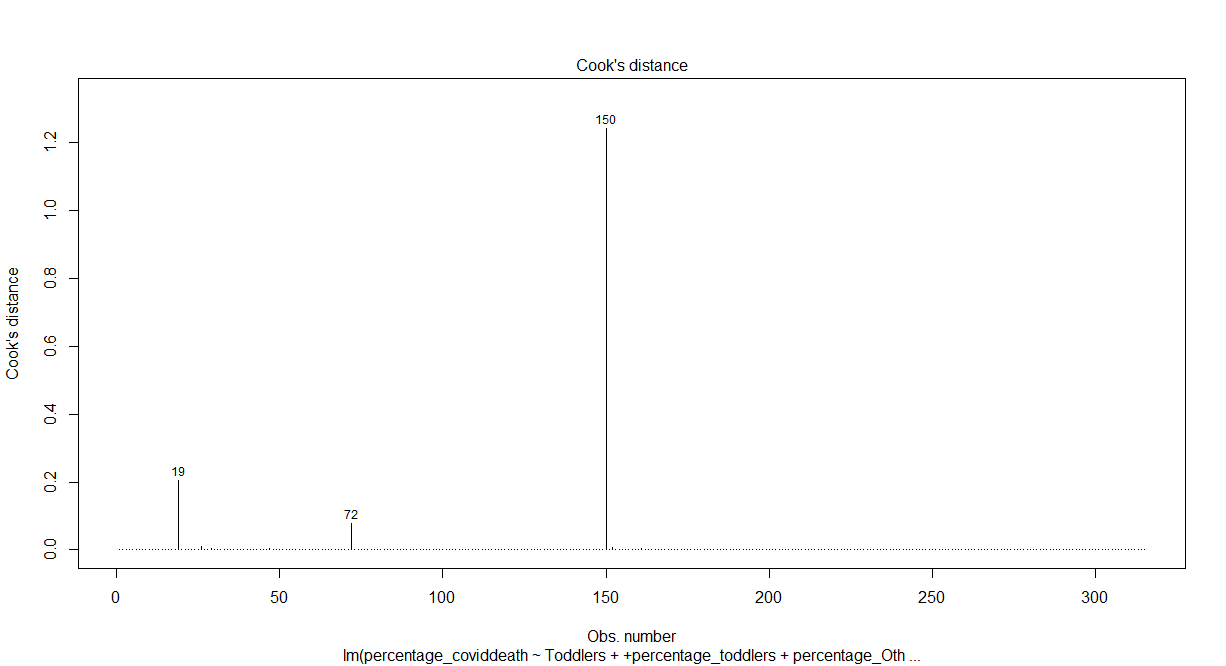 Cook's distance
Cook's distance
0.0 0.2 0.4 0.6 0.8 1.0 1.2
150
19
72
0 50 100 150 200 250 300
Obs. number
lm(percentage_coviddeath ~ Toddlers + +percentage_toddlers + percentage_Oth ...